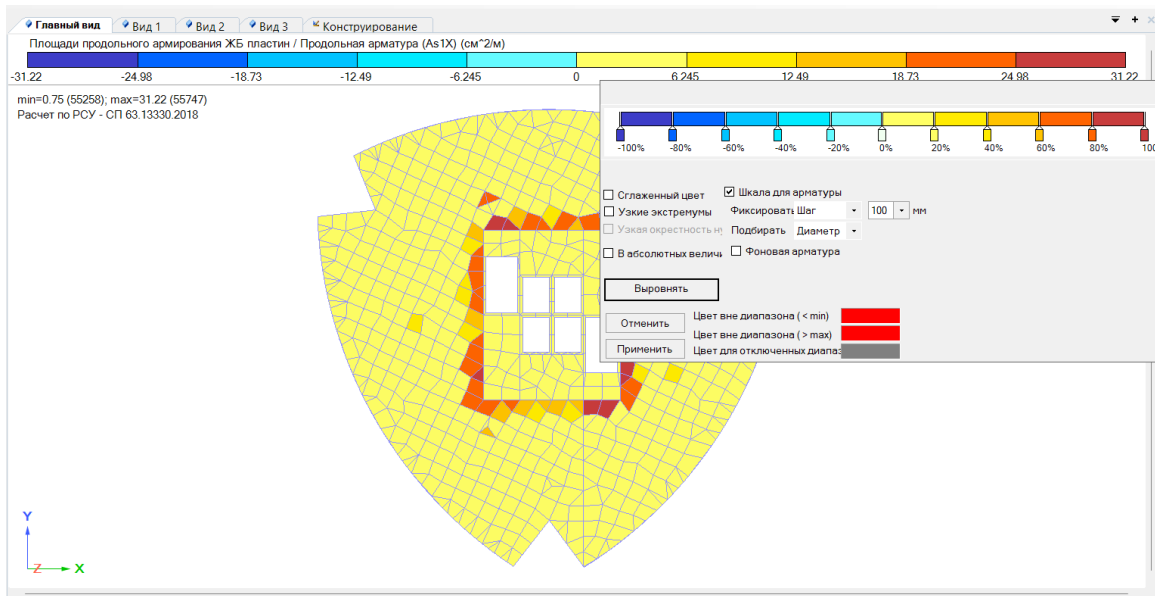 Главный вид Вид 1 Вид 2 Вид 3 Конструирование
Площади продольного армирования ЖБ пластин / Продольная арматура (As1X) (см^2/м)
-31.22 -24.98 -18.73 -12.49 -6.245 0 6.245 12.49 18.73 24.98 31.22
min=0.75 (55258); max=31.22 (55747)
Расчет по РСУ - СП 63.13330.2018
-100% -80% -60% -40% -20% 0% 20% 40% 60% 80% 100
Сглаженный цвет Шкала для арматуры
Узкие экстремумы Фиксировать Шаг 100 мм
Узкая окрестность ну Подбирать Диаметр
В абсолютных величи Фоновая арматура
Выровнять
Цвет вне диапазона ( < min)
Отменить
Цвет вне диапазона ( > max)
Применить Цвет для отключенных диапаз
Y
Z X